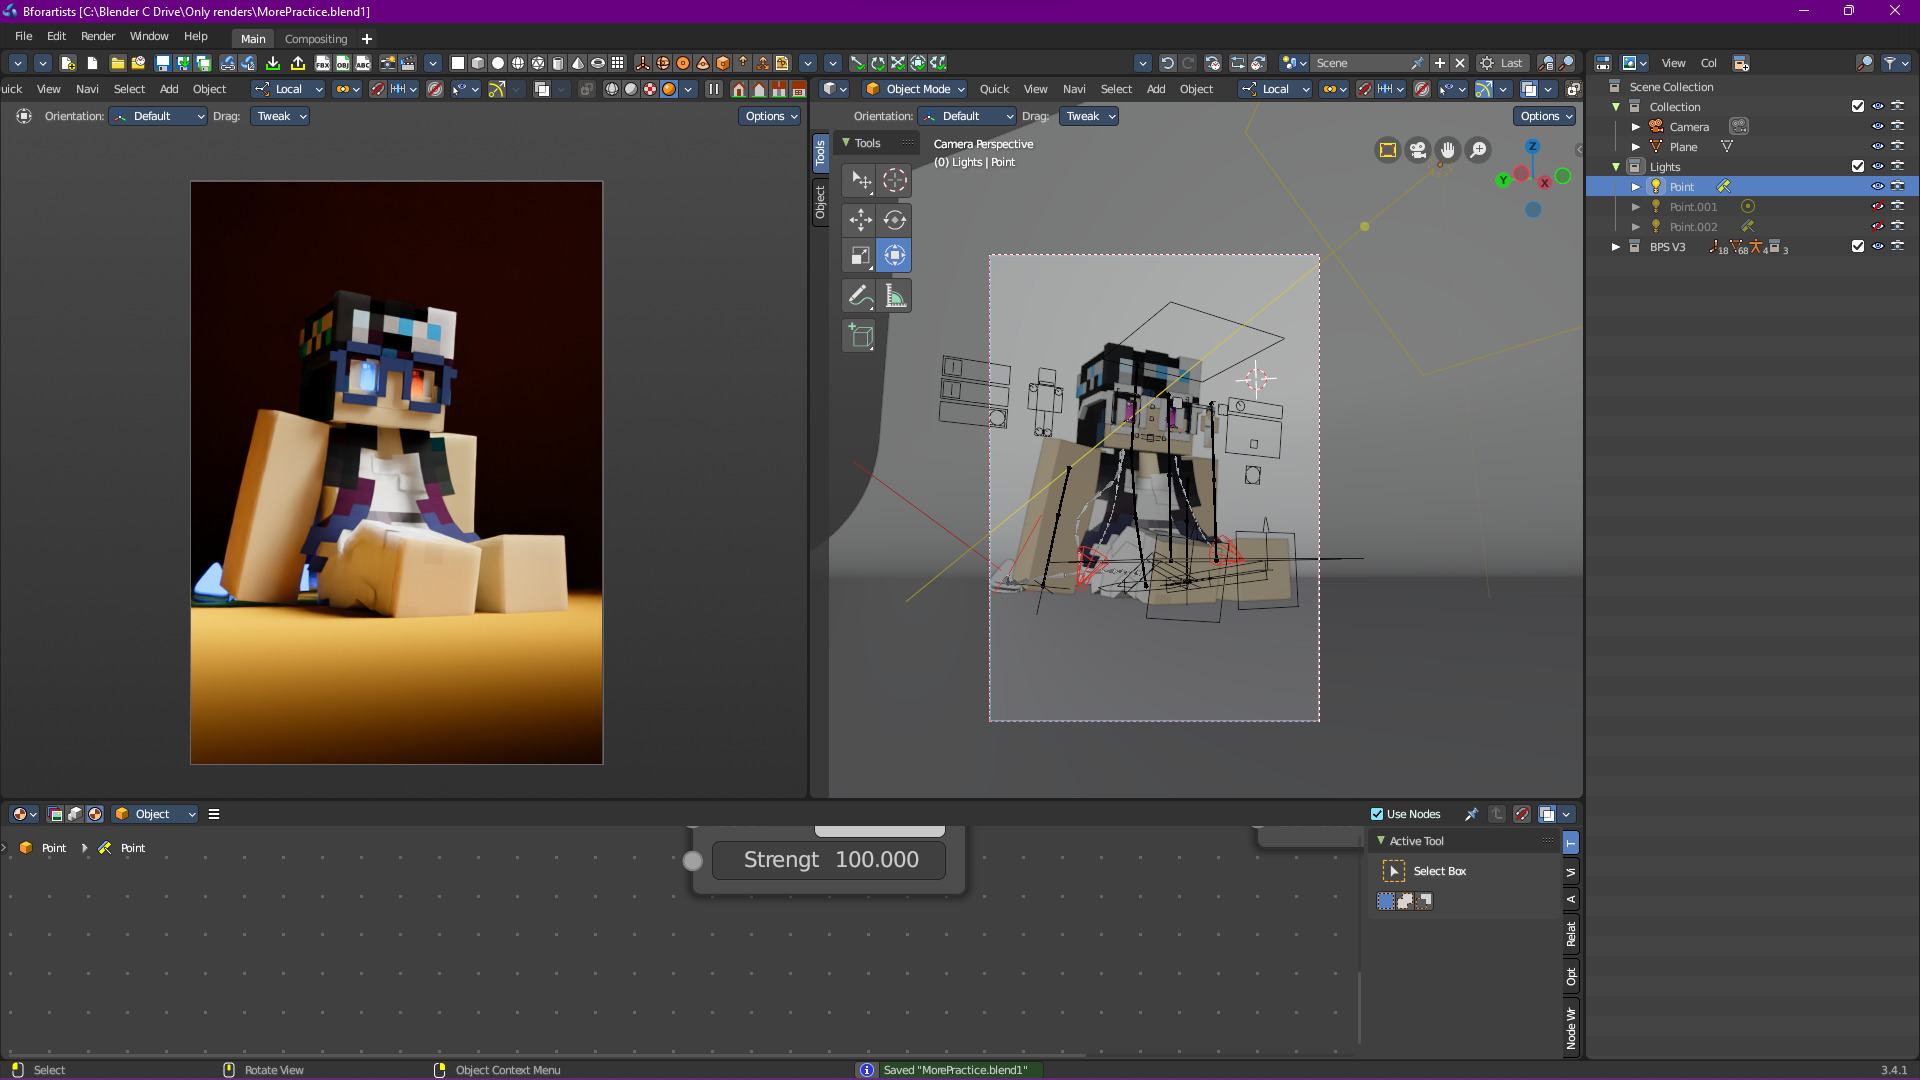 Bforartists [C:\Blender C Drive\Only renders\MorePractice.blend1]
File Edit Render Window Help Main Compositing +
FBX OBJ ABC Scene Last View Col
uick View Navi Select Add Object Local Object Mode Quick View Navi Select Add Object Local
Orientation: Default Drag: Tweak Options Orientation: Default Drag: Tweak Options
Tools
Object
Tools
Camera Perspective
(0) Lights | Point
Z
Y
X
Scene Collection
Collection
Camera
Plane
Lights
Point
Point.001
Point.002
BPS V3 18 68 4 3
Object Use Nodes
Point Point
Strengt 100.000
Active Tool
Select Box
T
Vi
A
Relat
Opt
Node Wr
Select Rotate View Object Context Menu Saved "MorePractice.blend1" 3.4.1